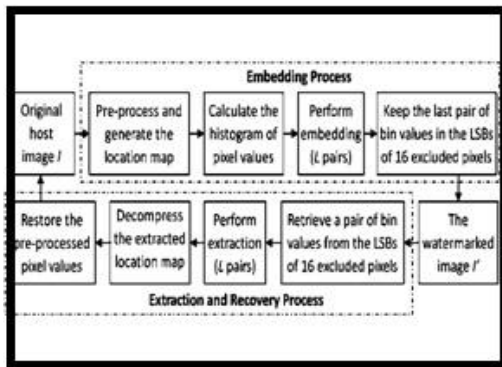 Embedding Process
Original
host
image I
Pre-process and
generate the
location map
Calculate the
histogram of
pixel values
Perform
embedding
(L pairs)
Keep the last pair of
bin values in the LSBs
of 16 excluded pixels
Restore the
pre-processed
pixel values
Decompress
the extracted
location map
Perform
extraction
(L pairs)
Retrieve a pair of bin
values from the LSBs
of 16 excluded pixels
The
watermarked
image I'
Extraction and Recovery Process